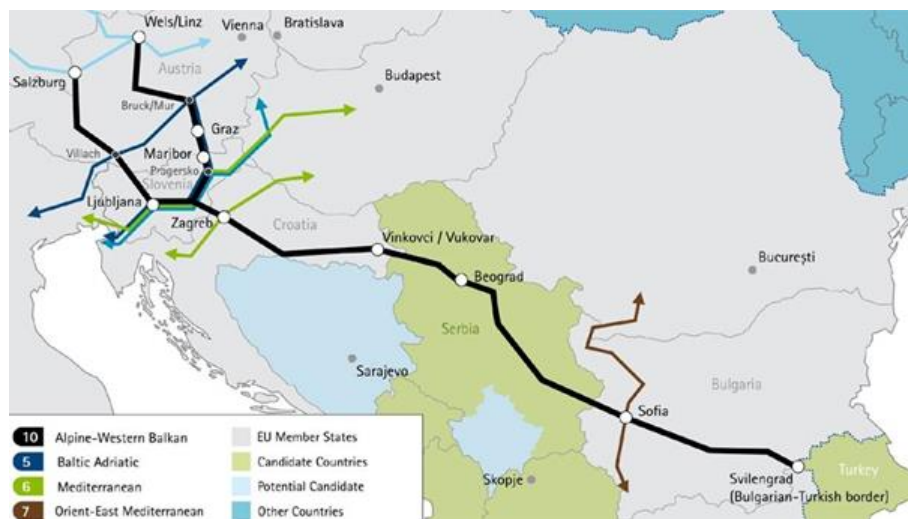 Wels/Linz
Vienna
Bratislava
Austria
Salzburg
Budapest
Bruck/Mur
Graz
Villach
Maribor
Pragersko
Slovenia
Ljubljana
Zagreb
Croatia
Vinkovci / Vukovar
Beograd
București
Serbia
Sarajevo
Bulgaria
Sofia
Skopje
Svilengrad
(Bulgarian-Turkish border)
Turkey
10 Alpine-Western Balkan
5 Baltic Adriatic
6 Mediterranean
7 Orient-East Mediterranean
EU Member States
Candidate Countries
Potential Candidate
Other Countries